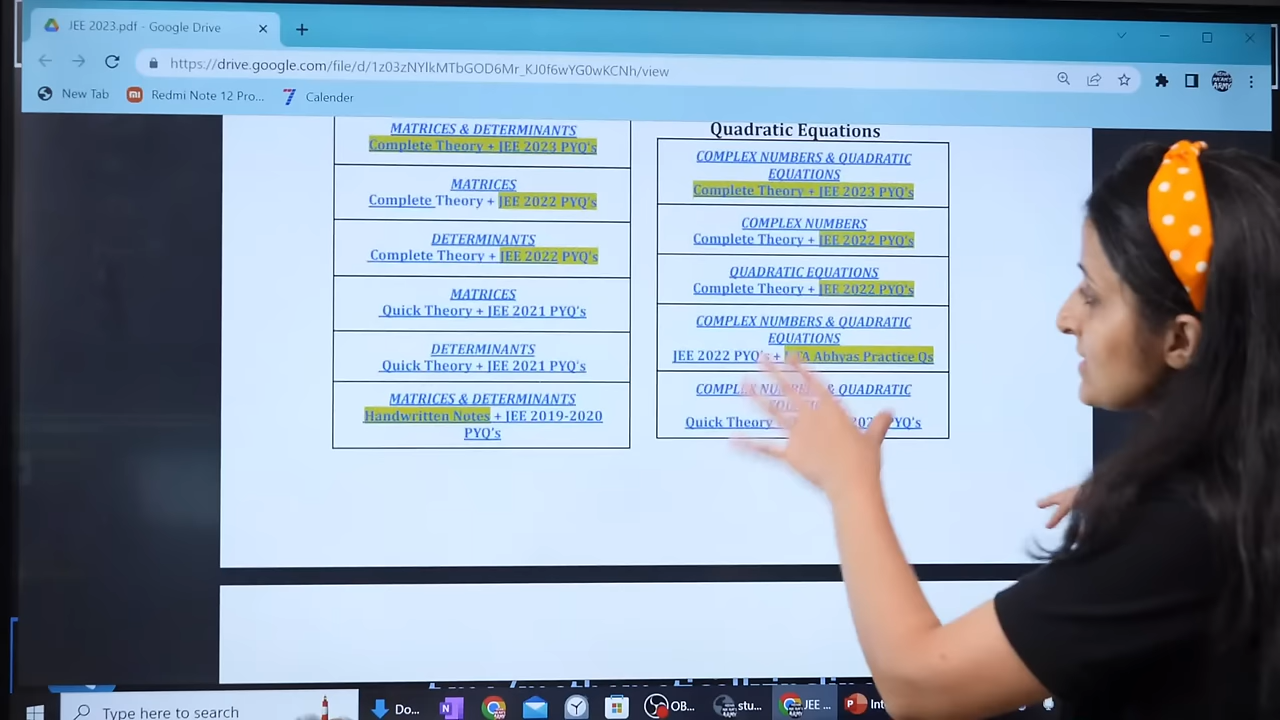 JEE 2023.pdf - Google Drive
https://drive.google.com/file/d/1z03zNYlkMTbGOD6Mr_KJ0f6wYG0wKCNh/view
New Tab
Redmi Note 12 Pro...
Calender
MATRICES & DETERMINANTS
Complete Theory + JEE 2023 PYQ's
MATRICES
Complete Theory + JEE 2022 PYQ's
DETERMINANTS
Complete Theory + JEE 2022 PYQ's
MATRICES
Quick Theory + JEE 2021 PYQ's
DETERMINANTS
Quick Theory + JEE 2021 PYQ's
MATRICES & DETERMINANTS
Handwritten Notes + JEE 2019-2020
PYQ's
Quadratic Equations
COMPLEX NUMBERS & QUADRATIC
EQUATIONS
Complete Theory + JEE 2023 PYQ's
COMPLEX NUMBERS
Complete Theory + JEE 2022 PYQ's
QUADRATIC EQUATIONS
Complete Theory + JEE 2022 PYQ's
COMPLEX NUMBERS & QUADRATIC
EQUATIONS
JEE 2022 PYQ's + Abhyas Practice Qs
COMPLEX & QUADRATIC
Quick Theory PYQ's
Type here to search
Do...
OB...
stu...
JEE ...
Int